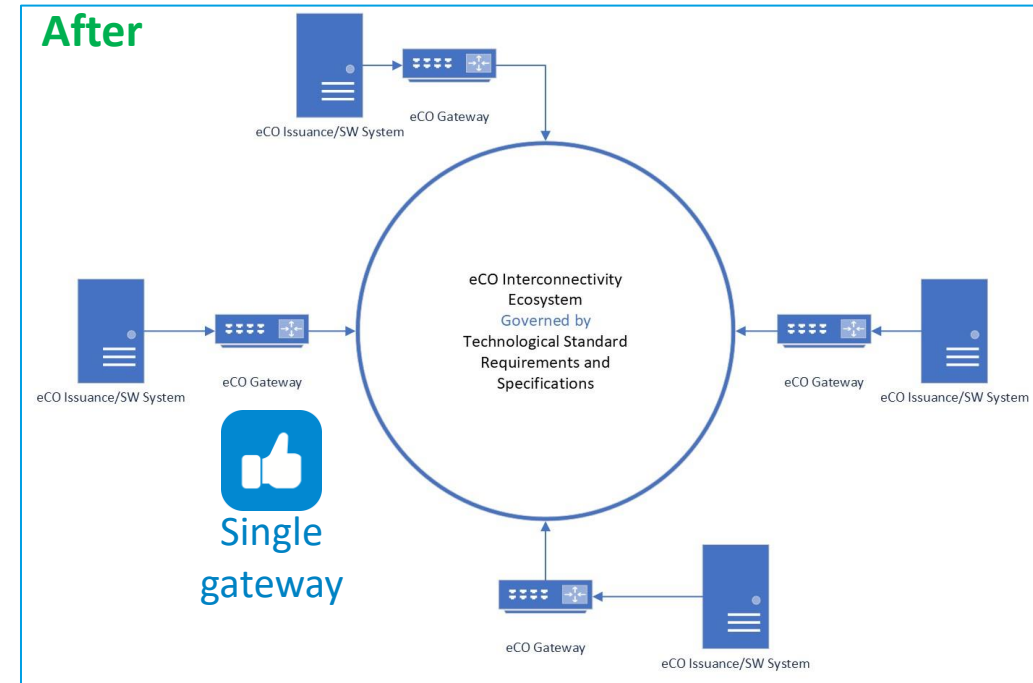 After
eCO Issuance/SW System
eCO Gateway
eCO Interconnectivity
Ecosystem
Governed by
Technological Standard
Requirements and
Specifications
eCO Gateway
eCO Issuance/SW System
eCO Gateway
eCO Issuance/SW System
Single
gateway
eCO Gateway
eCO Issuance/SW System